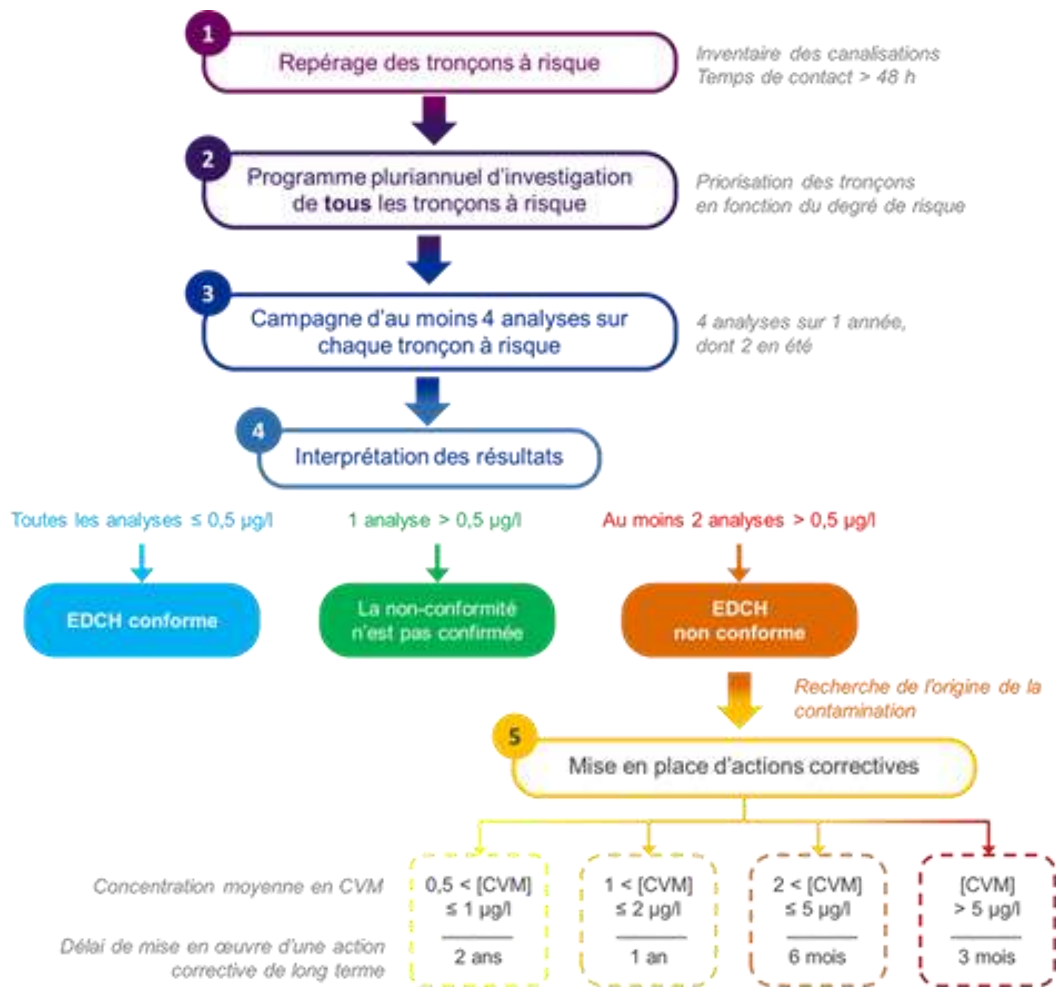 1
Repérage des tronçons à risque
Inventaire des canalisations
Temps de contact > 48 h
2
Programme pluriannuel d'investigation
de tous les tronçons à risque
Priorisation des tronçons
en fonction du degré de risque
3
Campagne d'au moins 4 analyses sur
chaque tronçon à risque
4 analyses sur 1 année,
dont 2 en été
4
Interprétation des résultats
Toutes les analyses ≤ 0,5 µg/l
1 analyse > 0,5 µg/l
Au moins 2 analyses > 0,5 µg/l
EDCH conforme
La non-conformité
n'est pas confirmée
EDCH
non conforme
Recherche de l'origine de la
contamination
5
Mise en place d'actions correctives
Concentration moyenne en CVM
0,5 < [CVM]
≤ 1 µg/l
1 < [CVM]
≤ 2 µg/l
2 < [CVM]
≤ 5 µg/l
[CVM]
> 5 µg/l
Délai de mise en œuvre d'une action
corrective de long terme
2 ans
1 an
6 mois
3 mois